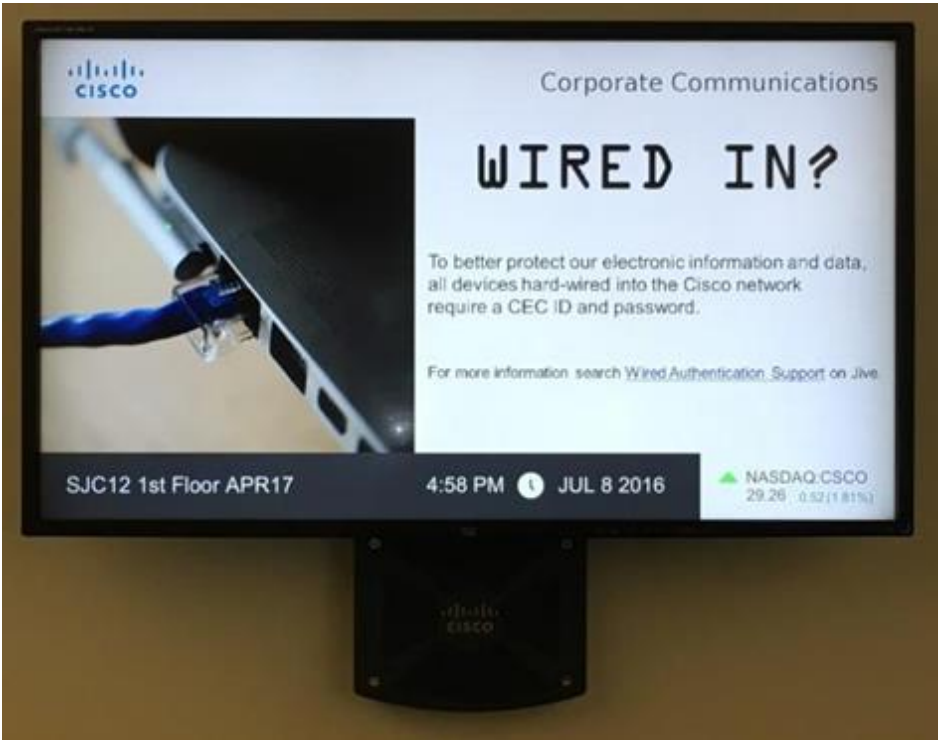 CISCO
Corporate Communications
WIRED IN?
To better protect our electronic information and data,
all devices hard-wired into the Cisco network
require a CEC ID and password.
For more information search Wired Authentication Support on Jive
SJC12 1st Floor APR17
4:58 PM JUL 8 2016
NASDAQ:CSCO
29.26 0.52 (1.81%)
CISCO